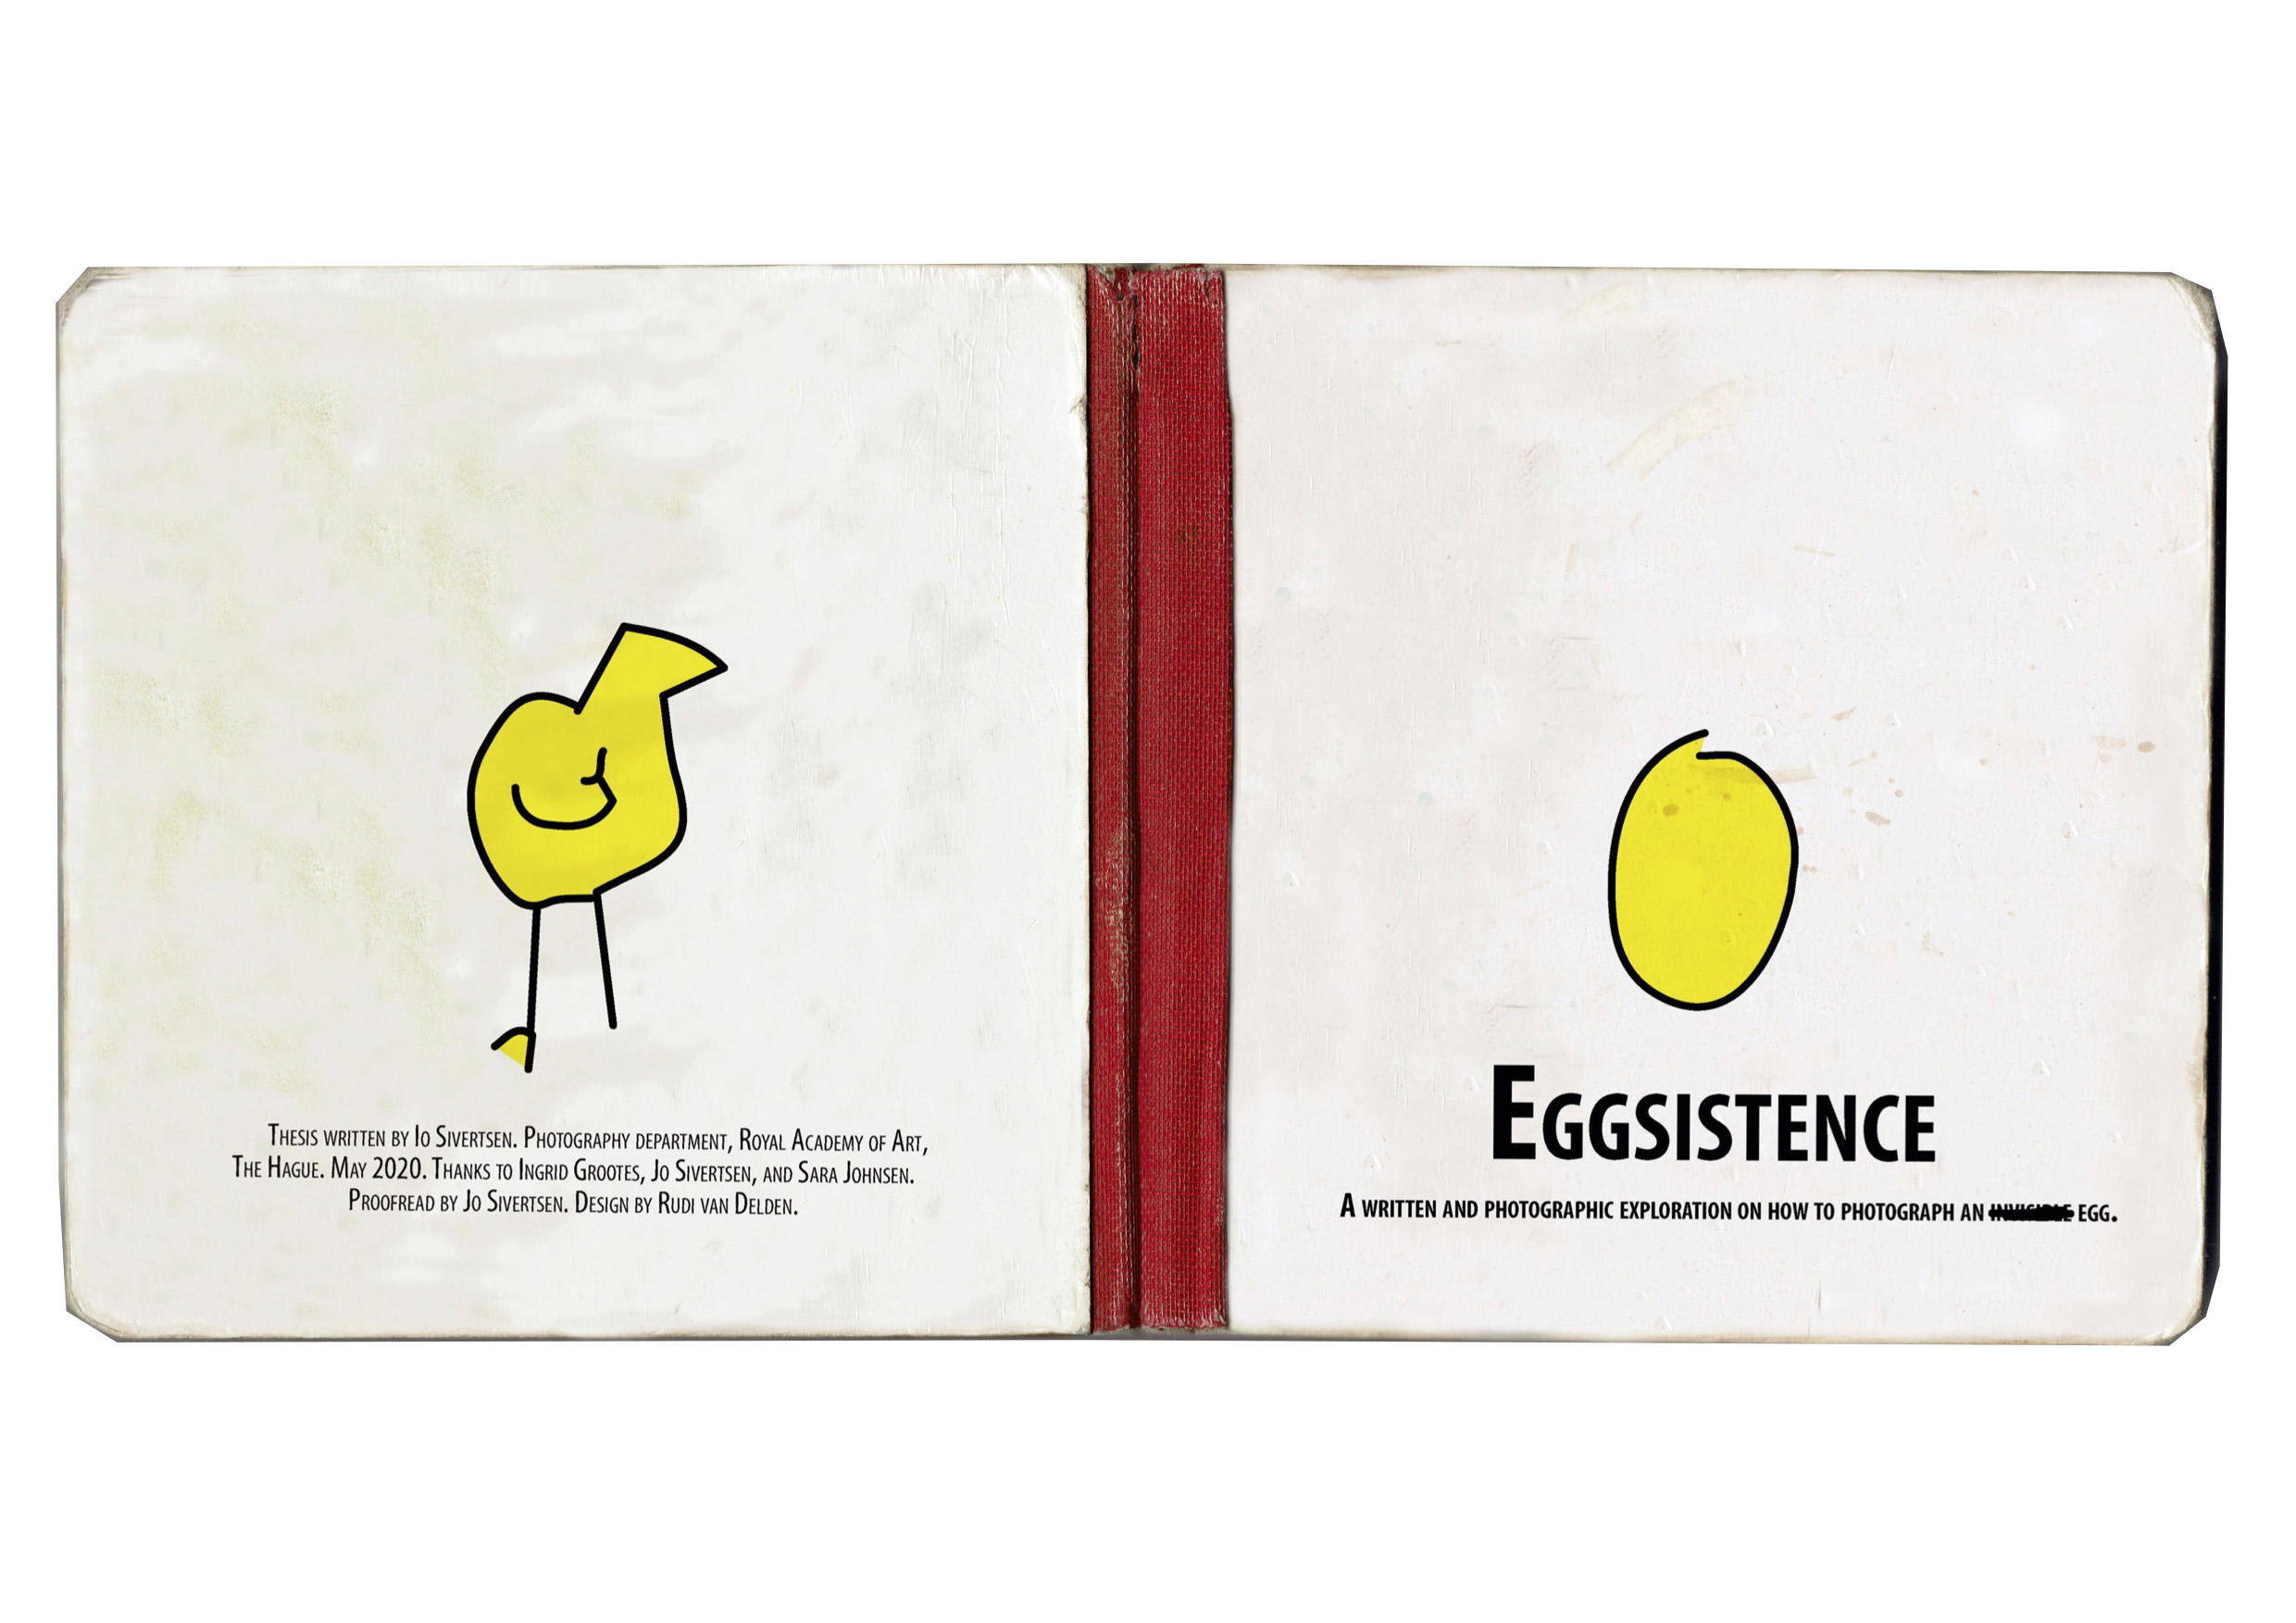 Thesis written by Io Sivertsen. Photography department, Royal Academy of Art,
The Hague. May 2020. Thanks to Ingrid Grootes, Jo Sivertsen, and Sara Johnsen.
Proofread by Jo Sivertsen. Design by Rudi van Delden.
Eggsistence
A written and photographic exploration on how to photograph an egg.